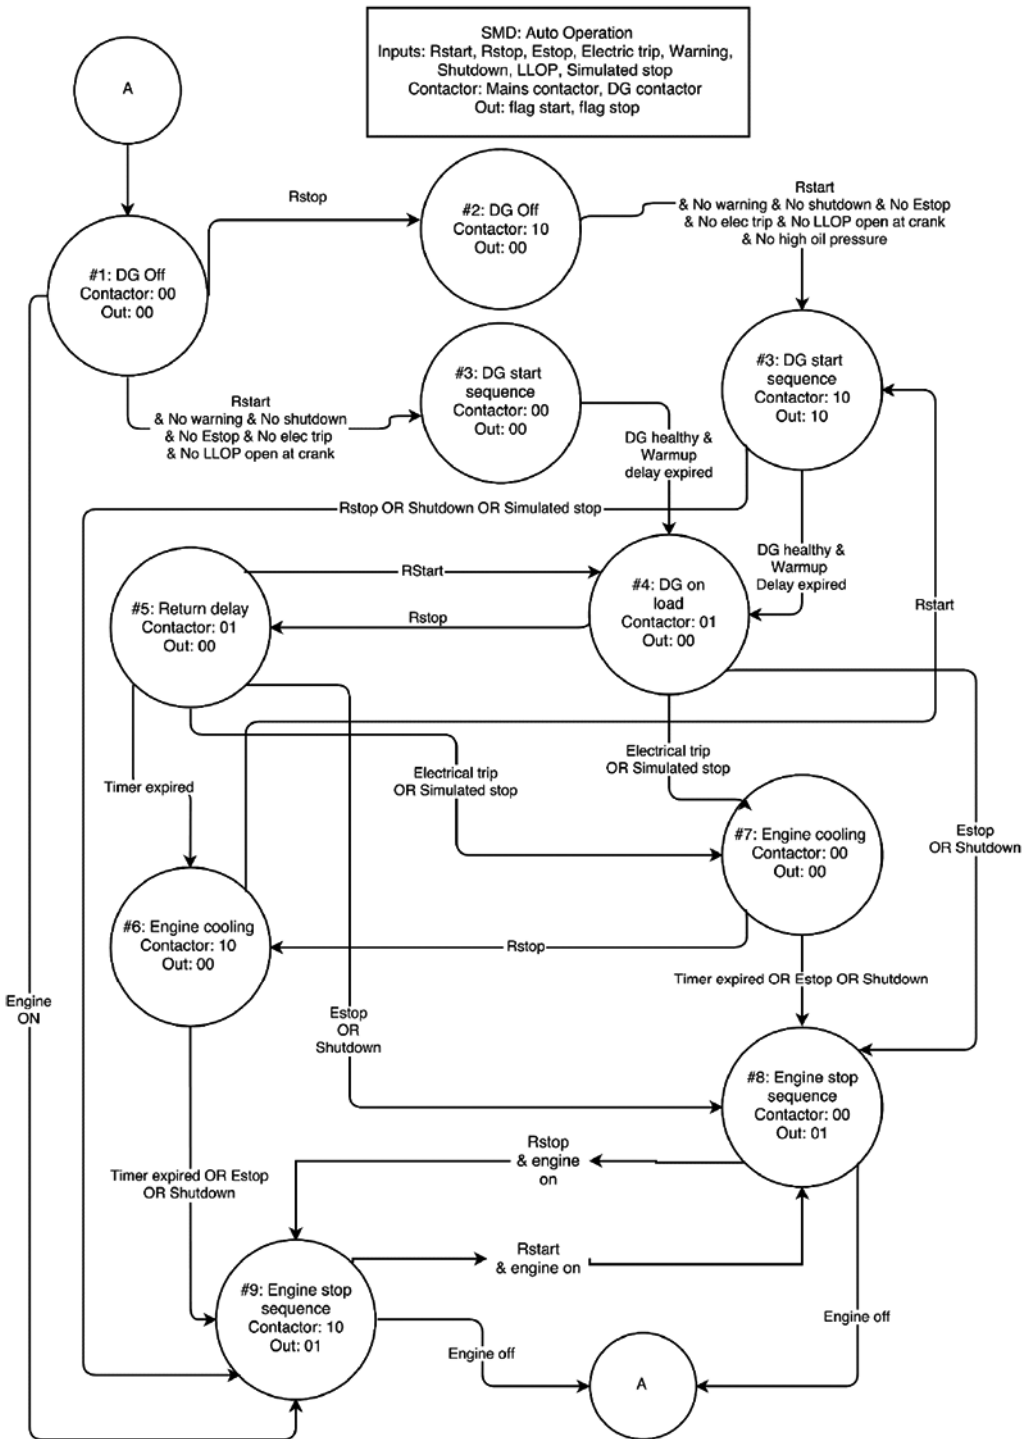 SMD: Auto Operation
Inputs: Rstart, Rstop, Estop, Electric trip, Warning,
Shutdown, LLOP, Simulated stop
Contactor: Mains contactor, DG contactor
Out: flag start, flag stop
A
Rstop
#2: DG Off
Contactor: 10
Out: 00
Rstart
& No warning & No shutdown & No Estop
& No elec trip & No LLOP open at crank
& No high oil pressure
#1: DG Off
Contactor: 00
Out: 00
#3: DG start
sequence
Contactor: 00
Out: 00
#3: DG start
sequence
Contactor: 10
Out: 10
Rstart
& No warning & No shutdown
& No Estop & No elec trip
& No LLOP open at crank
DG healthy &
Warmup
delay expired
Rstop OR Shutdown OR Simulated stop
DG healthy &
Warmup
Delay expired
RStart
#5: Return delay
Contactor: 01
Out: 00
Rstop
#4: DG on
load
Contactor: 01
Out: 00
Rstart
Timer expired
Electrical trip
OR Simulated stop
Electrical trip
OR Simulated stop
#7: Engine cooling
Contactor: 00
Out: 00
Estop
OR Shutdown
#6: Engine cooling
Contactor: 10
Out: 00
Rstop
Timer expired OR Estop OR Shutdown
Engine
ON
Estop
OR
Shutdown
#8: Engine stop
sequence
Contactor: 00
Out: 01
Rstop
& engine
on
Timer expired OR Estop
OR Shutdown
Rstart
& engine on
#9: Engine stop
sequence
Contactor: 10
Out: 01
Engine off
Engine off
A